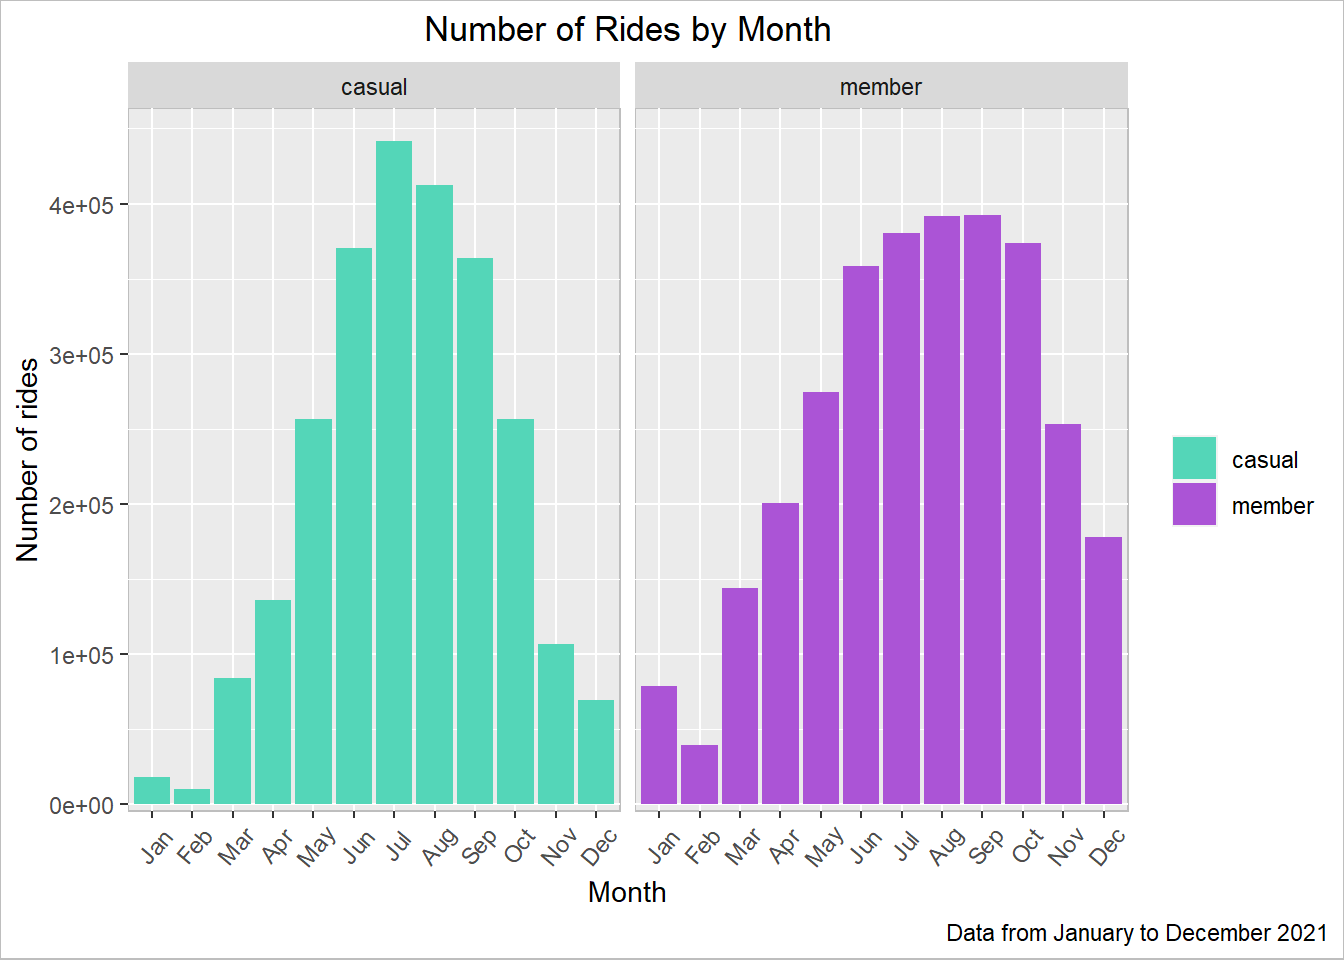 Number of Rides by Month
casual
member
4e+05
3e+05
2e+05
1e+05
0e+00
Number of rides
Jan Feb Mar Apr May Jun Jul Aug Sep Oct Nov Dec
Jan Feb Mar Apr May Jun Jul Aug Sep Oct Nov Dec
Month
casual
member
Data from January to December 2021